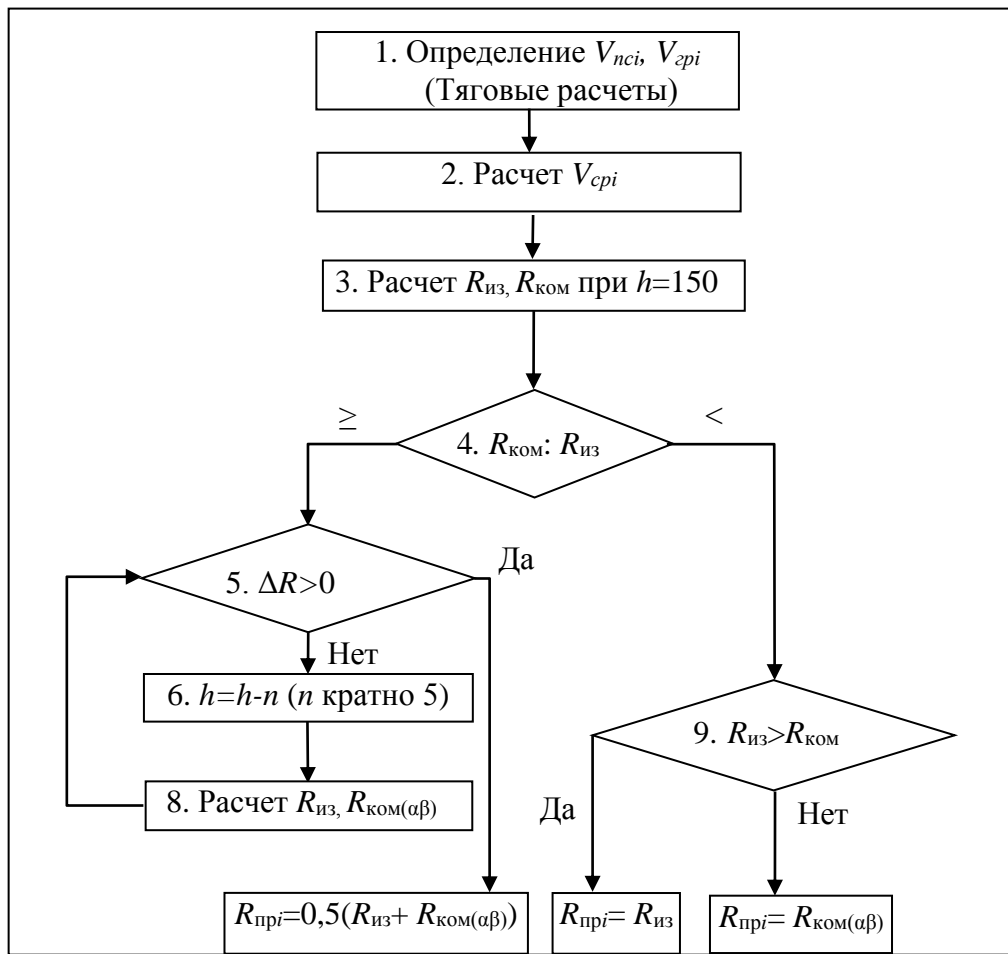 1. Определение Vпсi, Vгрi
(Тяговые расчеты)
2. Расчет Vсрi
3. Расчет Rиз, Rком при h=150
≥
<
4. Rком: Rиз
Да
5. ΔR>0
Нет
6. h=h-n (n кратно 5)
9. Rиз>Rком
8. Расчет Rиз, Rком(αβ)
Да
Нет
Rпрi=0,5(Rиз+ Rком(αβ))
Rпрi= Rиз
Rпрi= Rком(αβ)